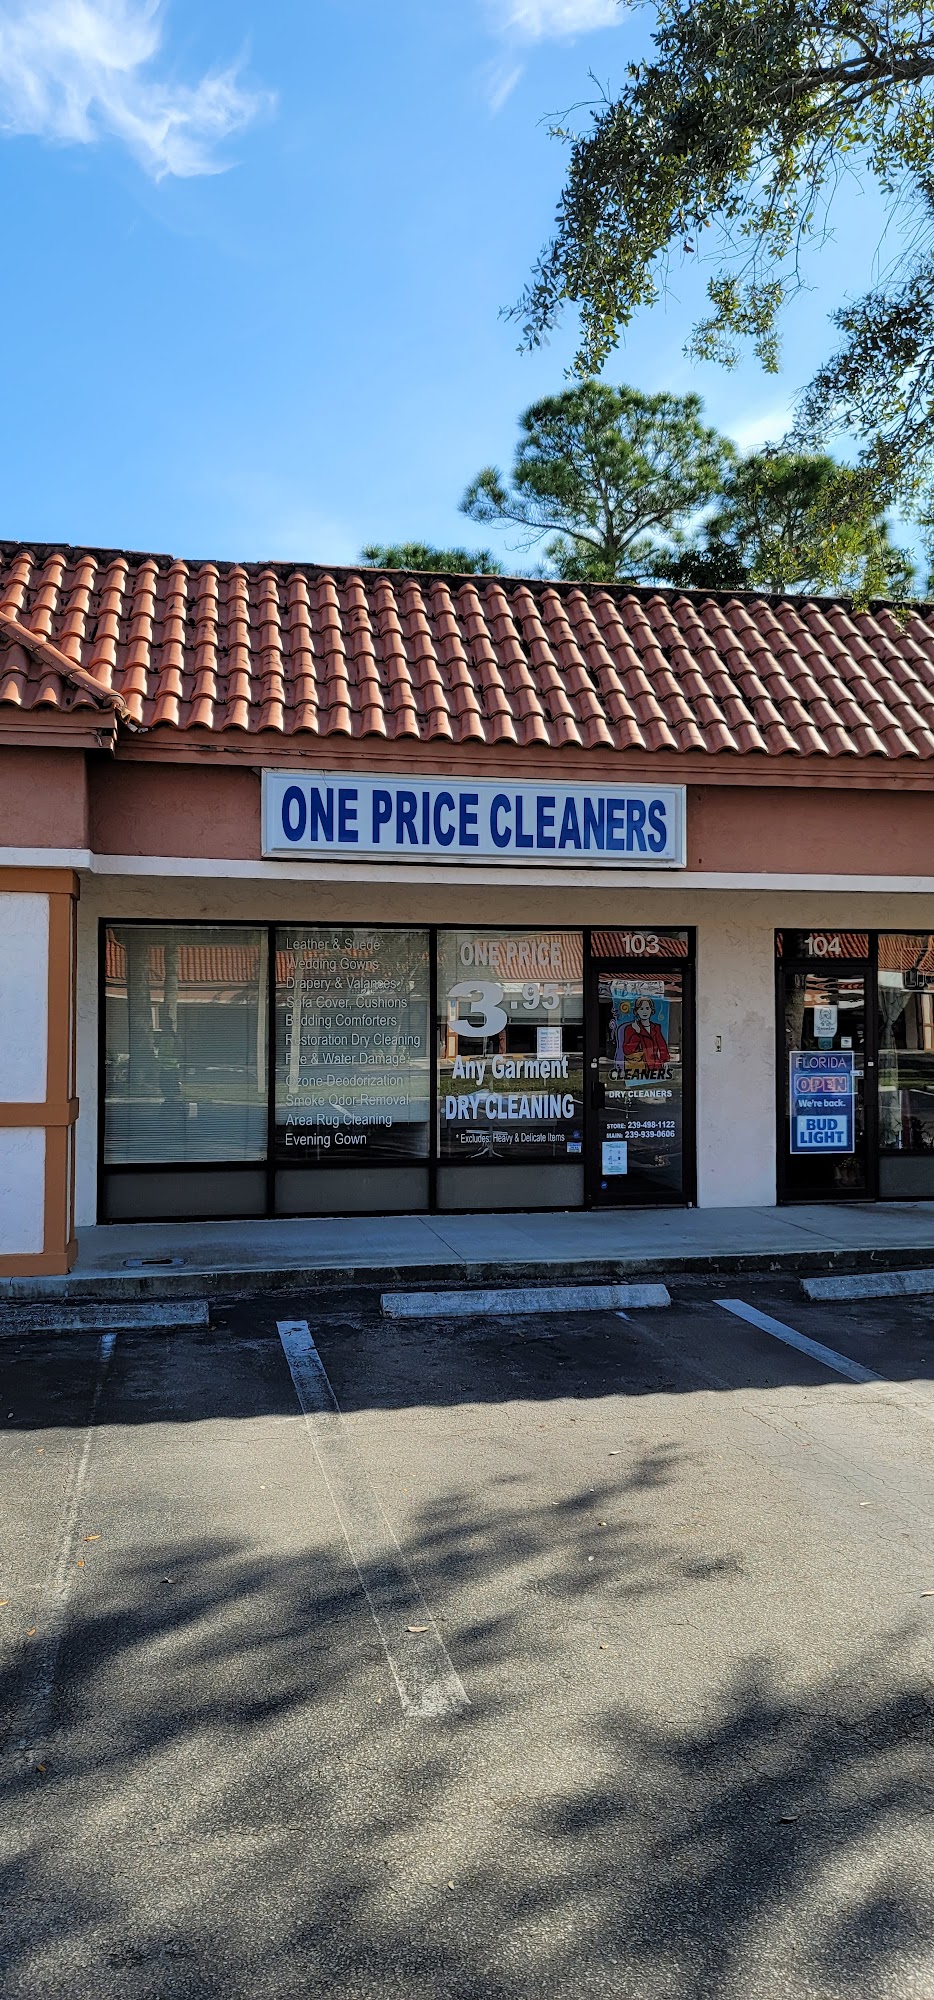 ONE PRICE CLEANERS
Leather & Suede
Wedding Gowns
Drapery & Valances
Sofa Cover, Cushions
Bedding Comforters
Restoration Dry Cleaning
Fire & Water Damage
Ozone Deodorization
Smoke Odor Removal
Area Rug Cleaning
Evening Gown
ONE PRICE
$3.95*
Any Garment
DRY CLEANING
* Excludes: Heavy & Delicate Items
103
CLEANERS
DRY CLEANERS
STORE: 239-498-1122
MAIN: 239-939-0606
104
FLORIDA
OPEN
We're back.
BUD
LIGHT